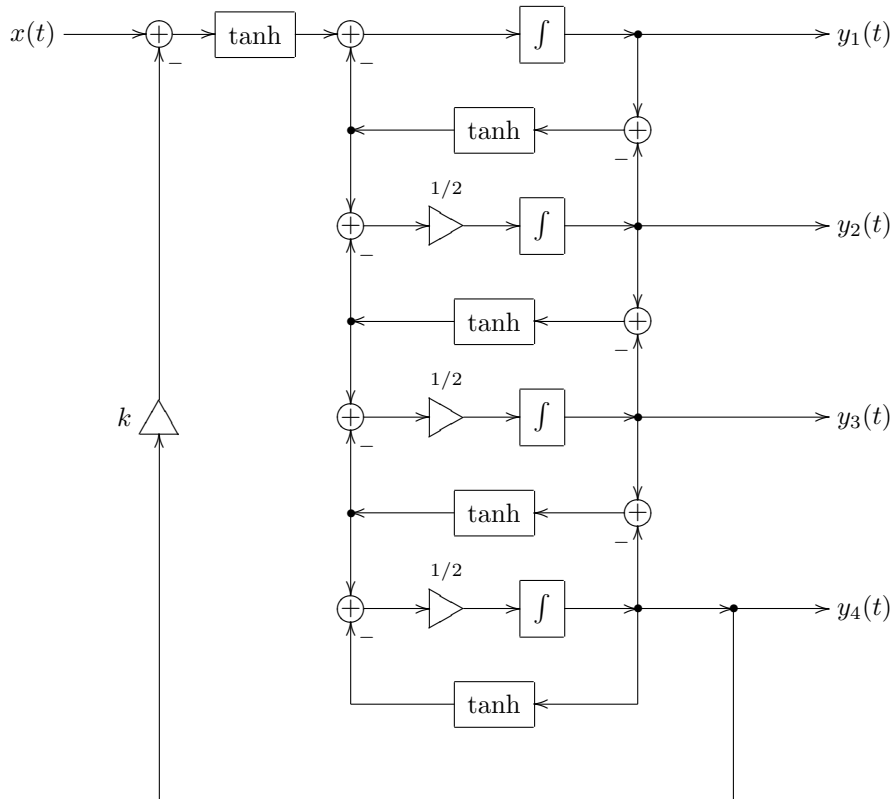 x(t) + − tanh + − ∫ y₁(t)
tanh + −
1/2
+ − ∫ y₂(t)
tanh + −
1/2
k + − ∫ y₃(t)
tanh + −
1/2
+ − ∫ y₄(t)
tanh